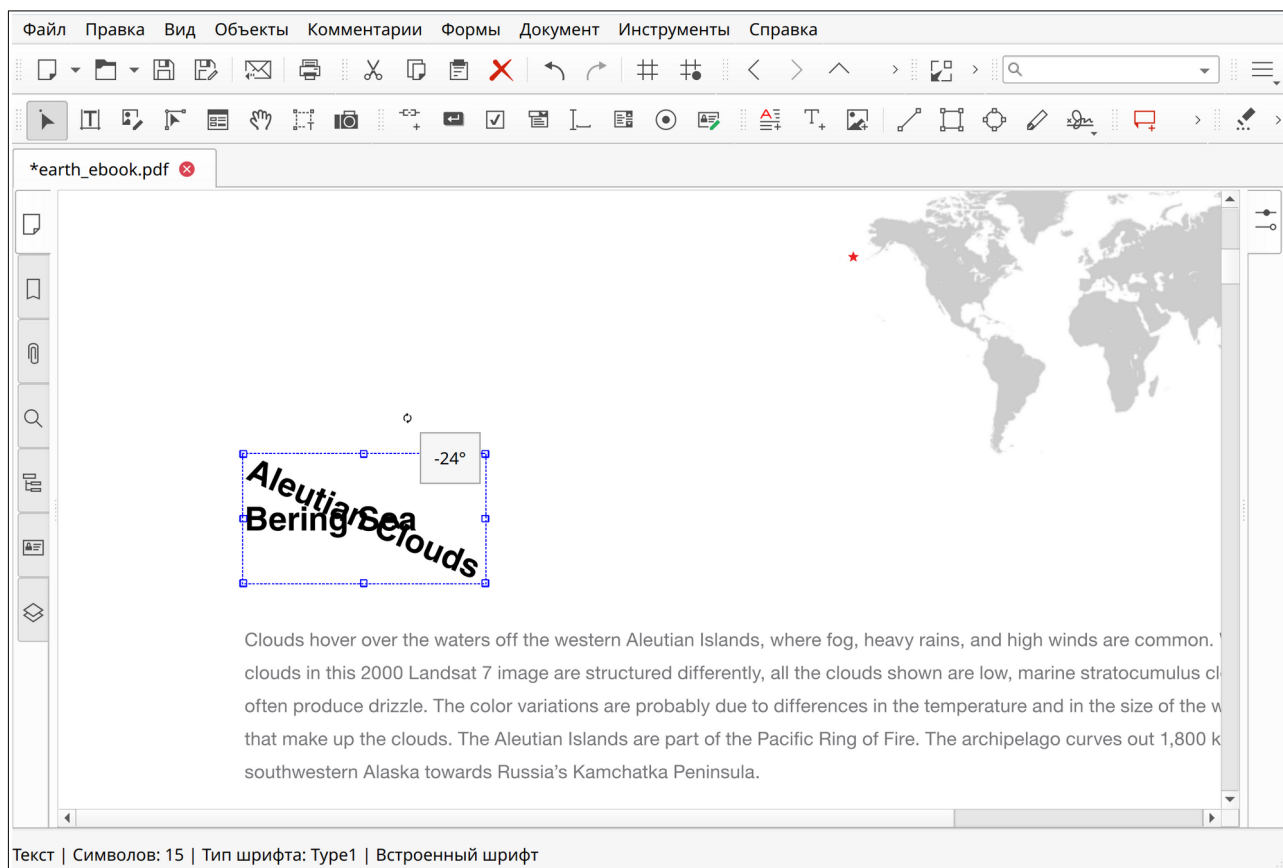 Файл Правка Вид Объекты Комментарии Формы Документ Инструменты Справка
*earth_ebook.pdf
-24°
Aleutian Clouds
Bering Sea
Clouds hover over the waters off the western Aleutian Islands, where fog, heavy rains, and high winds are common.
clouds in this 2000 Landsat 7 image are structured differently, all the clouds shown are low, marine stratocumulus cl
often produce drizzle. The color variations are probably due to differences in the temperature and in the size of the w
that make up the clouds. The Aleutian Islands are part of the Pacific Ring of Fire. The archipelago curves out 1,800 k
southwestern Alaska towards Russia’s Kamchatka Peninsula.
Текст | Символов: 15 | Тип шрифта: Type1 | Встроенный шрифт